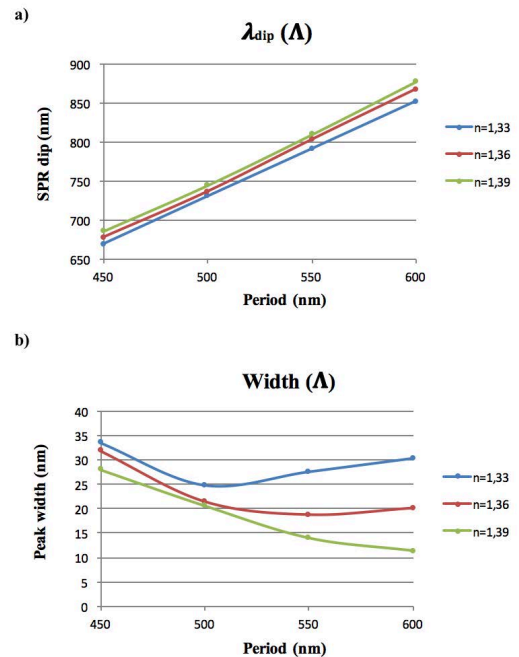 a)
λdip (Λ)
900
850
800
750
700
650
450
500
550
600
SPR dip (nm)
Period (nm)
n=1,33
n=1,36
n=1,39
b)
Width (Λ)
40
35
30
25
20
15
10
5
0
450
500
550
600
Peak width (nm)
Period (nm)
n=1,33
n=1,36
n=1,39